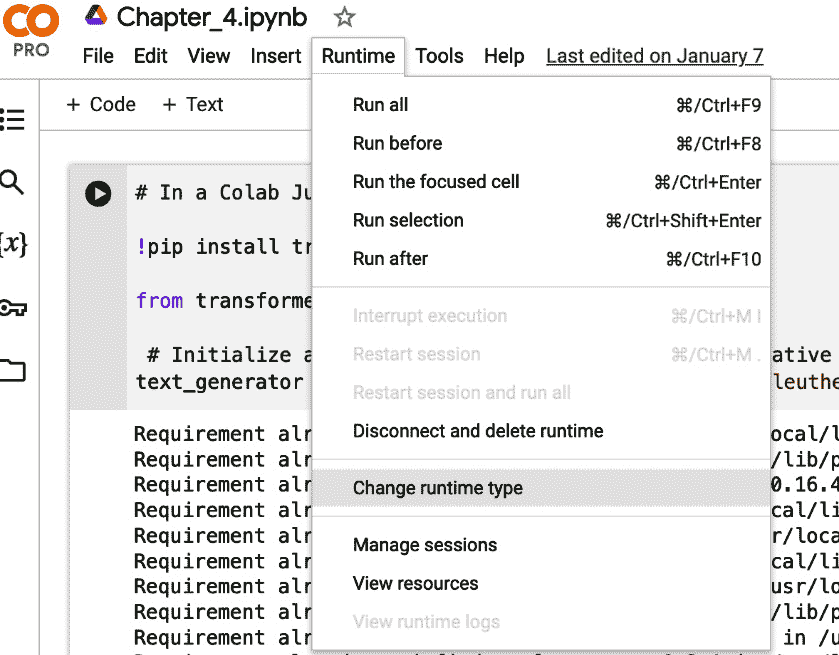 CO Chapter_4.ipynb
PRO
File Edit View Insert Runtime Tools Help Last edited on January 7
+ Code + Text
Run all ⌘/Ctrl+F9
Run before ⌘/Ctrl+F8
Run the focused cell ⌘/Ctrl+Enter
Run selection ⌘/Ctrl+Shift+Enter
Run after ⌘/Ctrl+F10
Interrupt execution ⌘/Ctrl+M I
Restart session ⌘/Ctrl+M .
Restart session and run all
Disconnect and delete runtime
Change runtime type
Manage sessions
View resources
View runtime logs
{x}
# In a Colab Ju
!pip install tr
from transforme
# Initialize a ative
text_generator leuthe
Requirement alr ocal/l
Requirement alr /lib/p
Requirement alr 0.16.4
Requirement alr cal/li
Requirement alr r/loca
Requirement alr cal/li
Requirement alr usr/lo
Requirement alr /lib/p
Requirement alr in /u